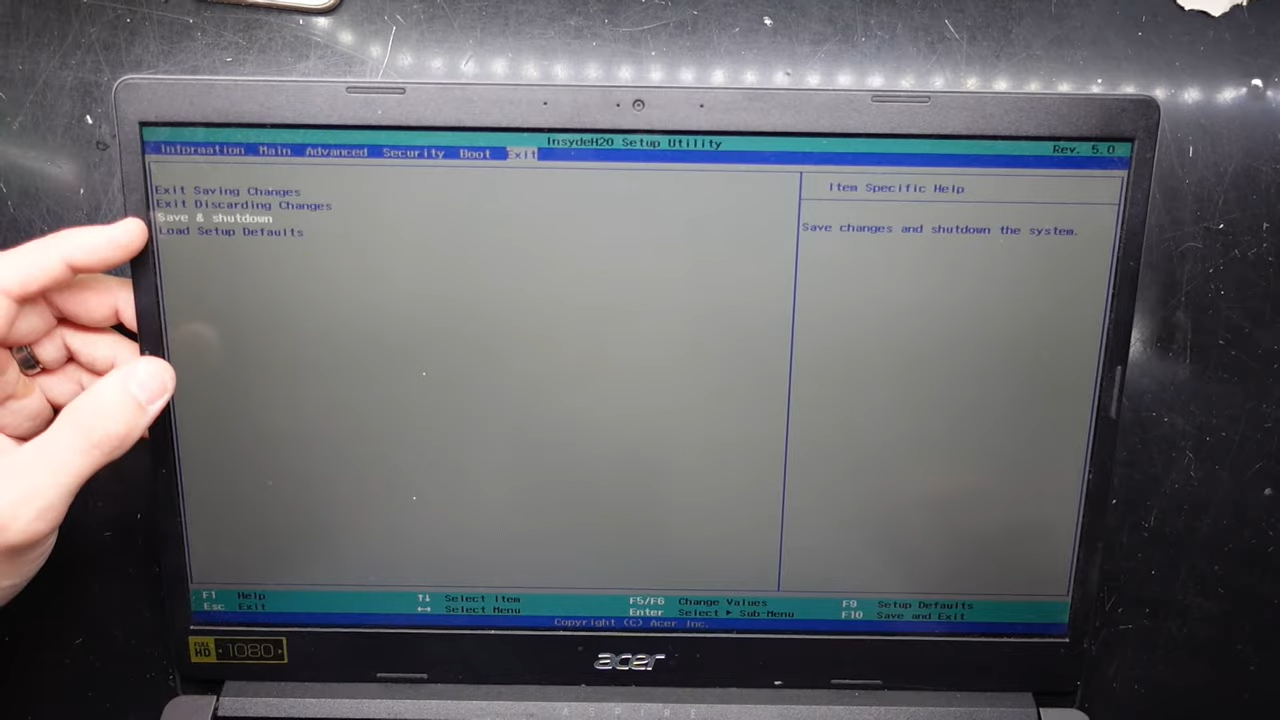 InsydeH20 Setup Utility Rev. 5.0
Information Main Advanced Security Boot Exit
Exit Saving Changes
Exit Discarding Changes
Save & shutdown
Load Setup Defaults
Item Specific Help
Save changes and shutdown the system.
F1 Help ↑↓ Select Item F5/F6 Change Values F9 Setup Defaults
Esc Exit ↔ Select Menu Enter Select ▶ Sub-Menu F10 Save and Exit
Copyright (C) Acer Inc.
FULL HD 1080
acer
ASPIRE